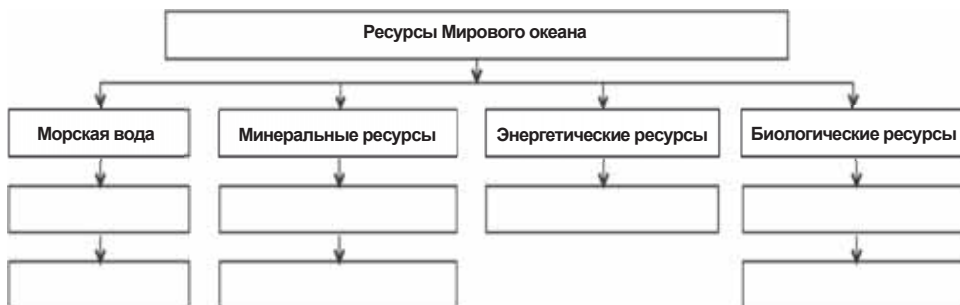 Ресурсы Мирового океана
Морская вода
Минеральные ресурсы
Энергетические ресурсы
Биологические ресурсы